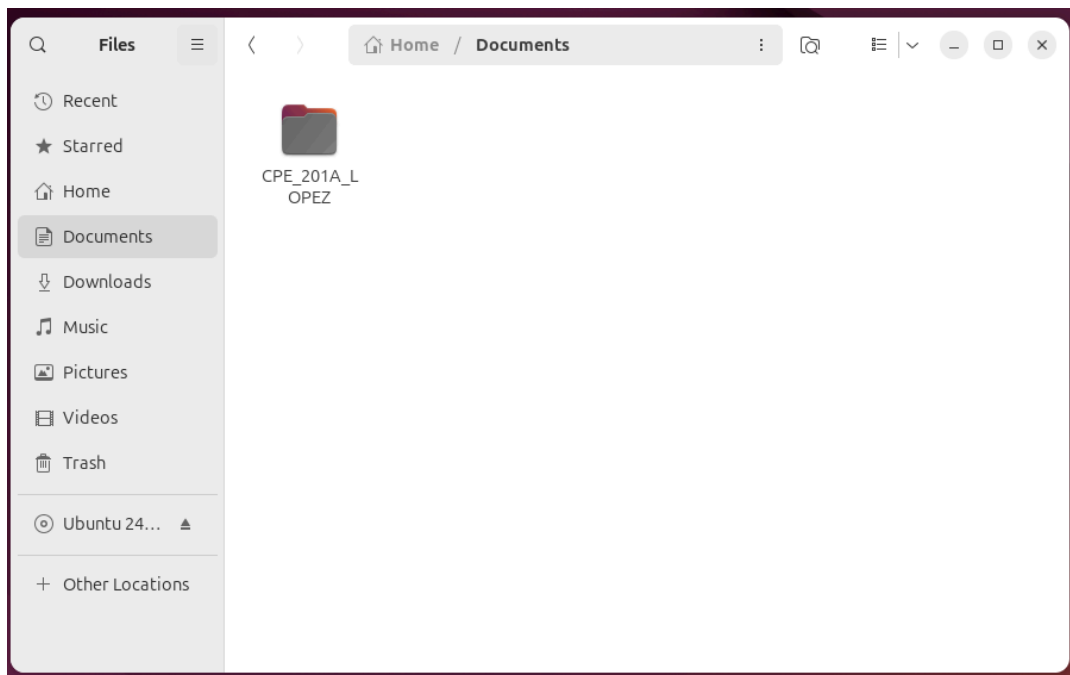 Files
Home / Documents
Recent
Starred
Home
Documents
Downloads
Music
Pictures
Videos
Trash
Ubuntu 24...
Other Locations
CPE_201A_L
OPEZ